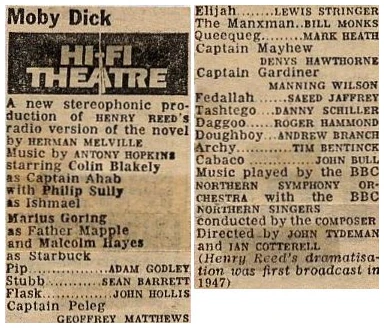 Moby Dick
HI-FI
THEATRE
A new stereophonic pro-
duction of HENRY REED'S
radio version of the novel
by HERMAN MELVILLE
Music by ANTONY HOPKINS
starring Colin Blakely
as Captain Ahab
with Philip Sully
as Ishmael
Marius Goring
as Father Mapple
and Malcolm Hayes
as Starbuck
Pip..............ADAM GODLEY
Stubb..........SEAN BARRETT
Flask............JOHN HOLLIS
Captain Peleg
GEOFFREY MATTHEWS
Elijah......LEWIS STRINGER
The Manxman..BILL MONKS
Queequeg........MARK HEATH
Captain Mayhew
DENYS HAWTHORNE
Captain Gardiner
MANNING WILSON
Fedallah......SAEED JAFFREY
Tashtego...DANNY SCHILLER
Daggoo......ROGER HAMMOND
Doughboy...ANDREW BRANCH
Archy...........TIM BENTINCK
Cabaco.............JOHN BULL
Music played by the BBC
NORTHERN SYMPHONY OR-
CHESTRA with the BBC
NORTHERN SINGERS
conducted by the COMPOSER
Directed by JOHN TYDEMAN
and IAN COTTERELL
(Henry Reed's dramatisa-
tion was first broadcast in
1947)